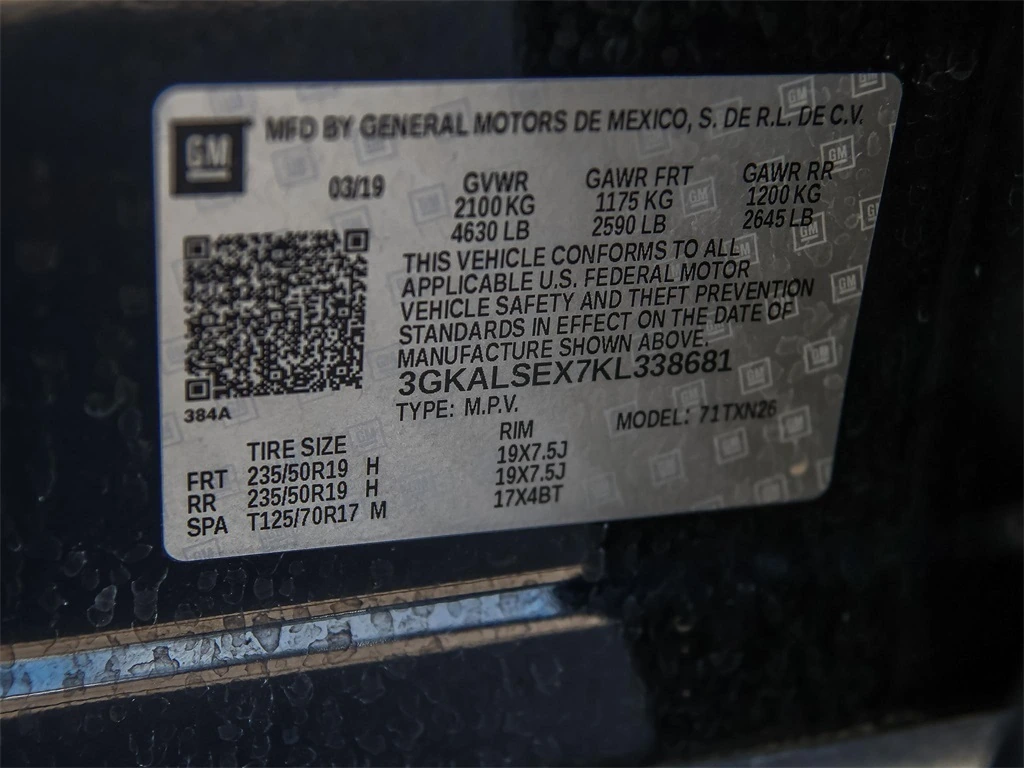 GM
MFD BY GENERAL MOTORS DE MEXICO, S. DE R.L. DE C.V.
03/19 GVWR GAWR FRT GAWR RR
2100 KG 1175 KG 1200 KG
4630 LB 2590 LB 2645 LB
THIS VEHICLE CONFORMS TO ALL
APPLICABLE U.S. FEDERAL MOTOR
VEHICLE SAFETY AND THEFT PREVENTION
STANDARDS IN EFFECT ON THE DATE OF
MANUFACTURE SHOWN ABOVE.
3GKALSEX7KL338681
384A
TYPE: M.P.V. MODEL: 71TXN26
TIRE SIZE RIM
FRT 235/50R19 H 19X7.5J
RR 235/50R19 H 19X7.5J
SPA T125/70R17 M 17X4BT